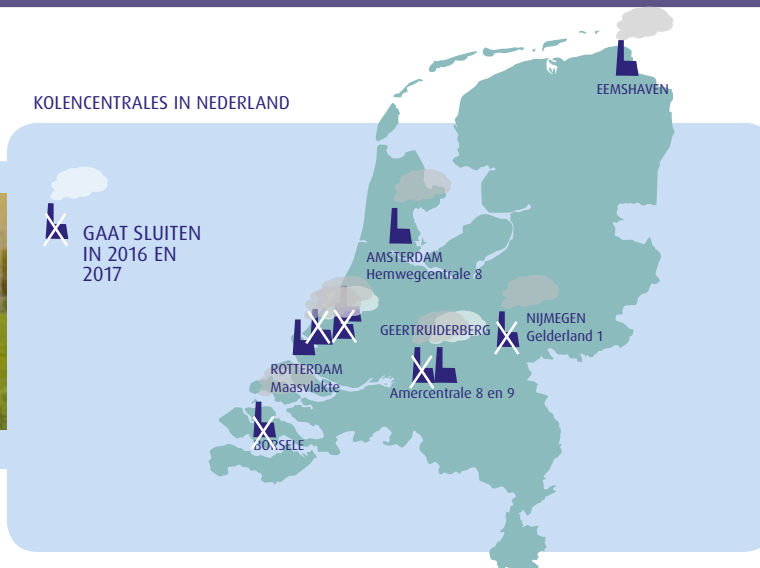 EEMSHAVEN
KOLENCENTRALES IN NEDERLAND
GAAT SLUITEN
IN 2016 EN
2017
AMSTERDAM
Hemwegcentrale 8
GEERTRUIDERBERG
NIJMEGEN
Gelderland 1
ROTTERDAM
Maasvlakte
Amercentrale 8 en 9
BORSELE